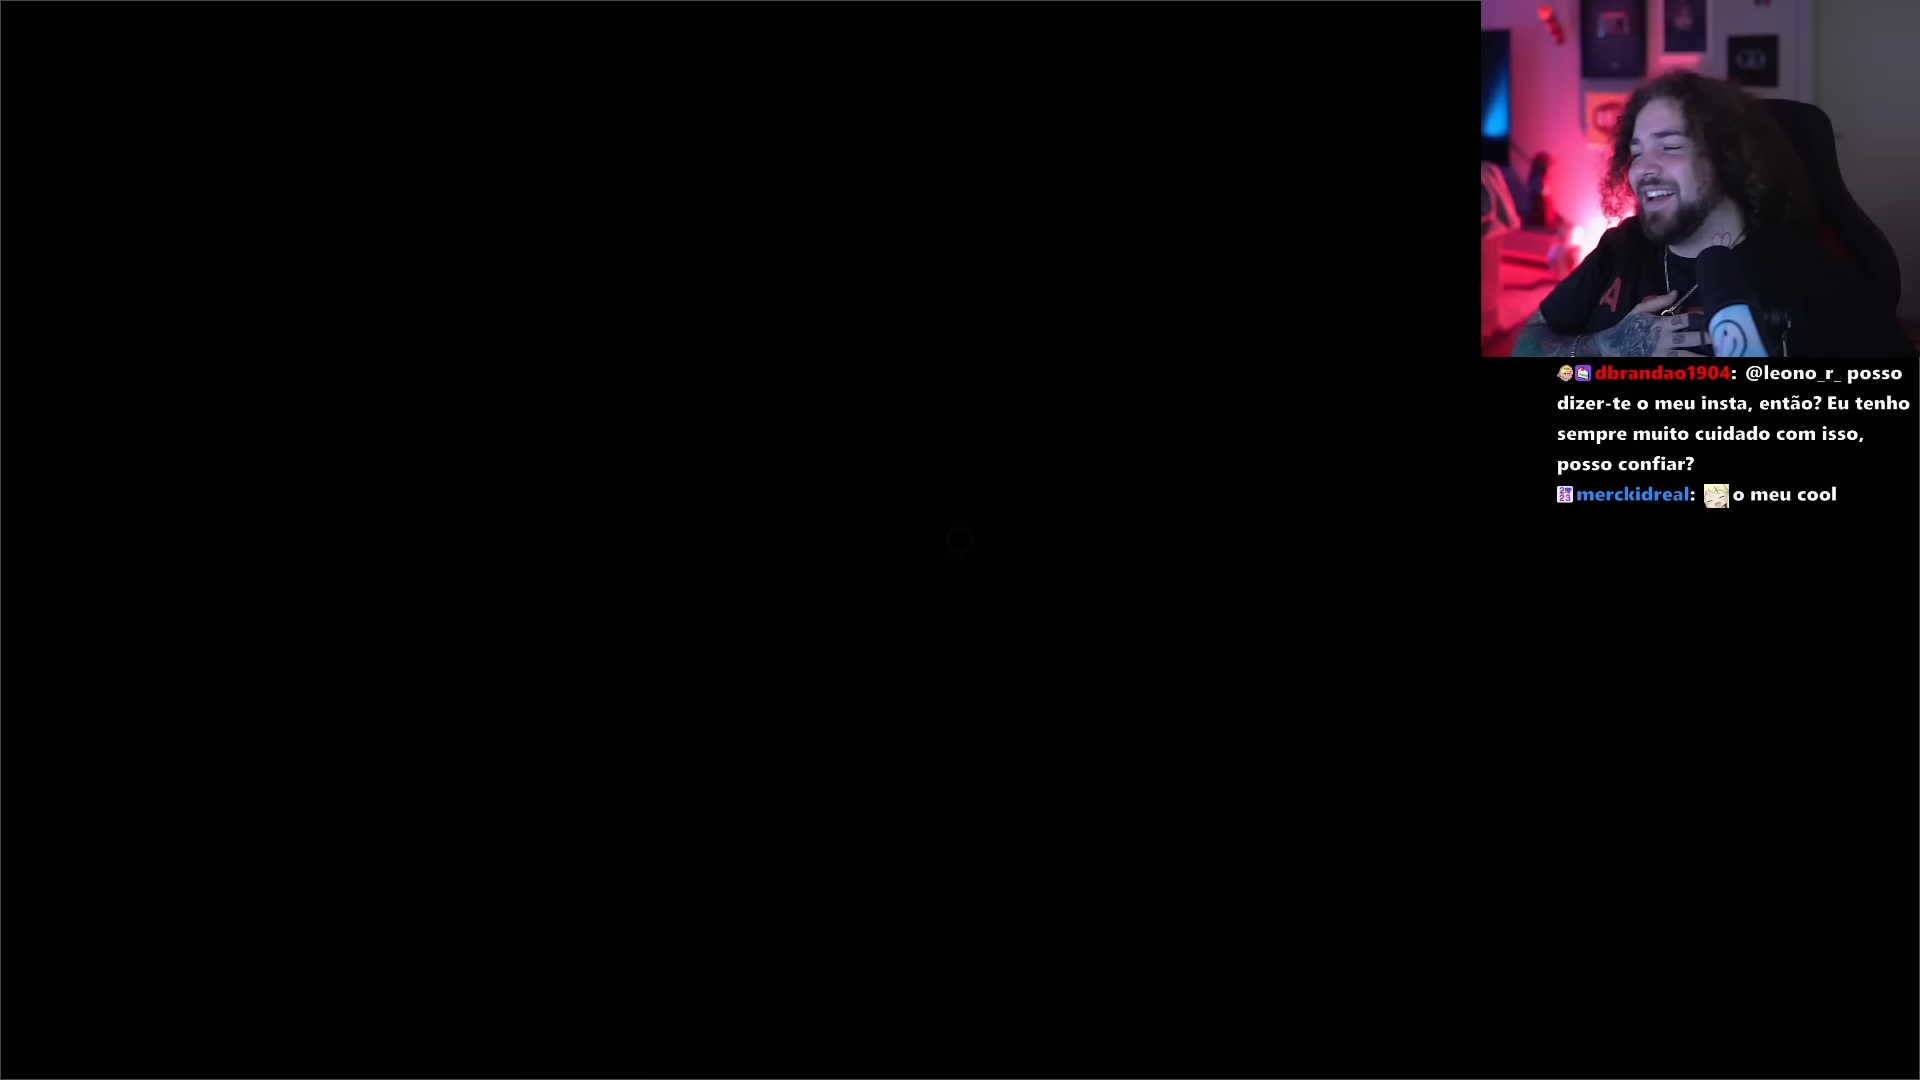 dbrandao1904: @leono_r_ posso
dizer-te o meu insta, então? Eu tenho
sempre muito cuidado com isso,
posso confiar?
merckidreal: o meu cool